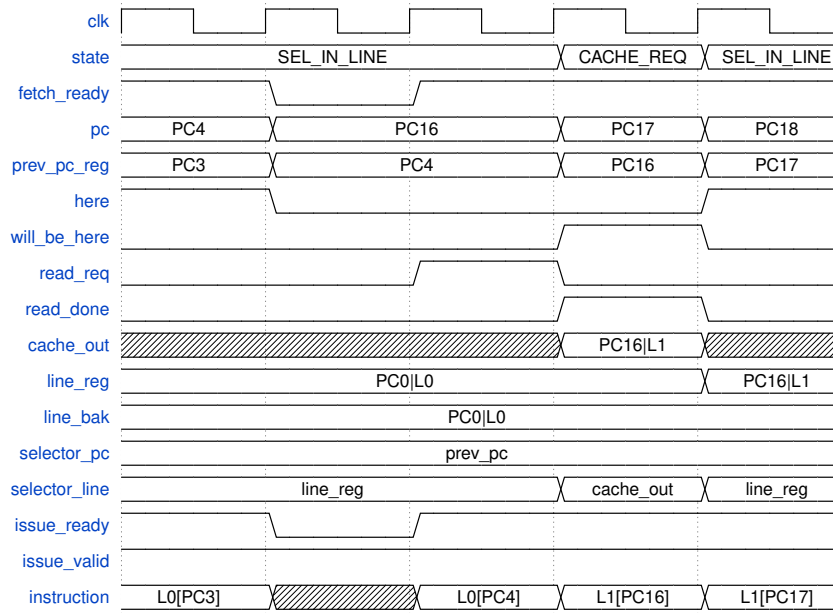 clk
state SEL_IN_LINE CACHE_REQ SEL_IN_LINE
fetch_ready
pc PC4 PC16 PC17 PC18
prev_pc_reg PC3 PC4 PC16 PC17
here
will_be_here
read_req
read_done
cache_out PC16|L1
line_reg PC0|L0 PC16|L1
line_bak PC0|L0
selector_pc prev_pc
selector_line line_reg cache_out line_reg
issue_ready
issue_valid
instruction L0[PC3] L0[PC4] L1[PC16] L1[PC17]